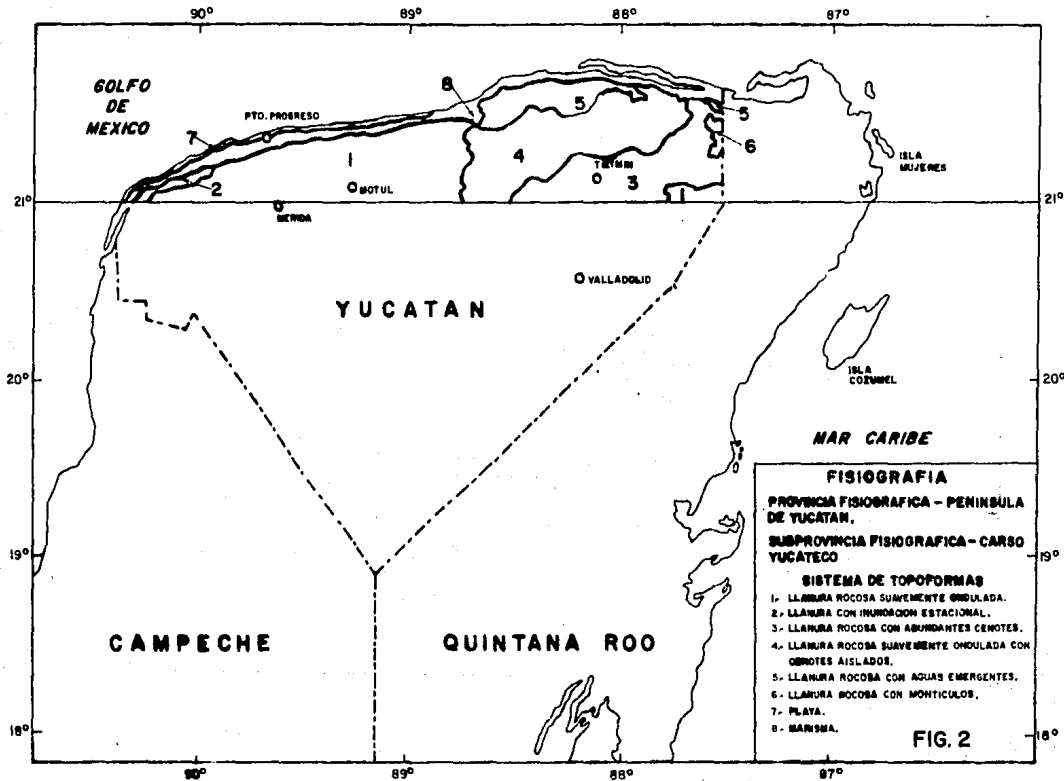 90°
89°
88°
87°
GOLFO
DE
MEXICO
8
PTO. PROGRESO
7
5
5
1
4
6
ISLA
MUJERES
2
MOTUL
TIZIMIN
3
21°
MERIDA
21°
VALLADOLID
YUCATAN
20°
ISLA
COZUMEL
20°
MAR CARIBE
FISIOGRAFIA
PROVINCIA FISIOGRAFICA - PENINSULA
DE YUCATAN.
SUBPROVINCIA FISIOGRAFICA - CARSO
YUCATECO
19°
19°
SISTEMA DE TOPOFORMAS
1.- LLANURA ROCOSA SUAVEMENTE ONDULADA.
2.- LLANURA CON INUNDACION ESTACIONAL.
3.- LLANURA ROCOSA CON ABUNDANTES CENOTES.
4.- LLANURA ROCOSA SUAVEMENTE ONDULADA CON
CENOTES AISLADOS.
5.- LLANURA ROCOSA CON AGUAS EMERGENTES.
6.- LLANURA ROCOSA CON MONTICULOS.
7.- PLAYA.
8.- MARISMA.
CAMPECHE
QUINTANA ROO
18°
18°
FIG. 2
90°
89°
88°
87°